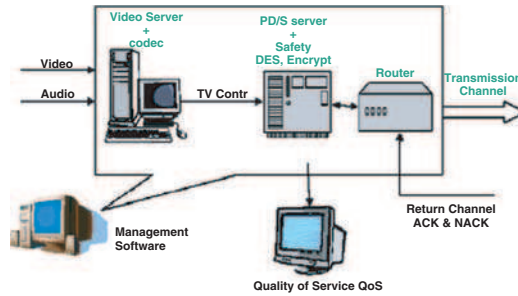 Video Server
+
codec
PD/S server
+
Safety
DES, Encrypt
Router
Transmission
Channel
Video
Audio
TV Contr
Management
Software
Return Channel
ACK & NACK
Quality of Service QoS